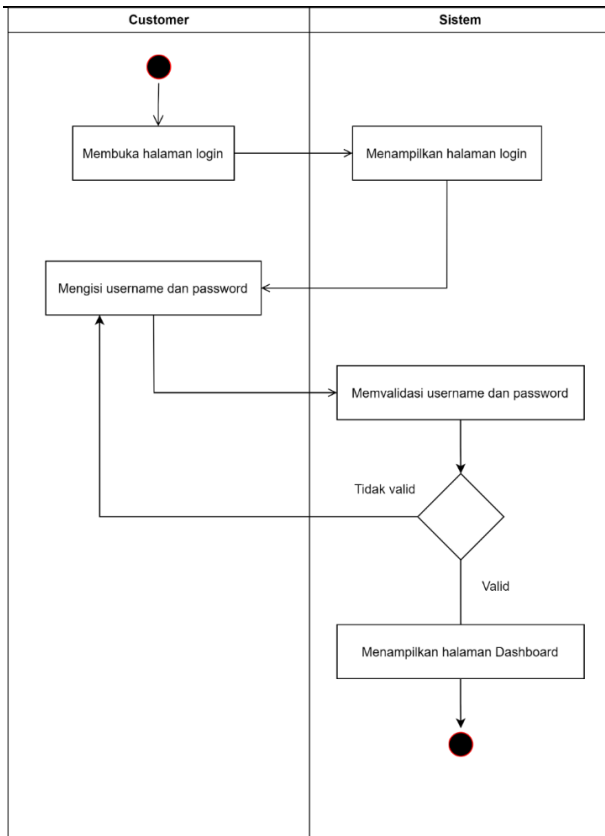 Customer
Sistem
Membuka halaman login
Menampilkan halaman login
Mengisi username dan password
Memvalidasi username dan password
Tidak valid
Valid
Menampilkan halaman Dashboard